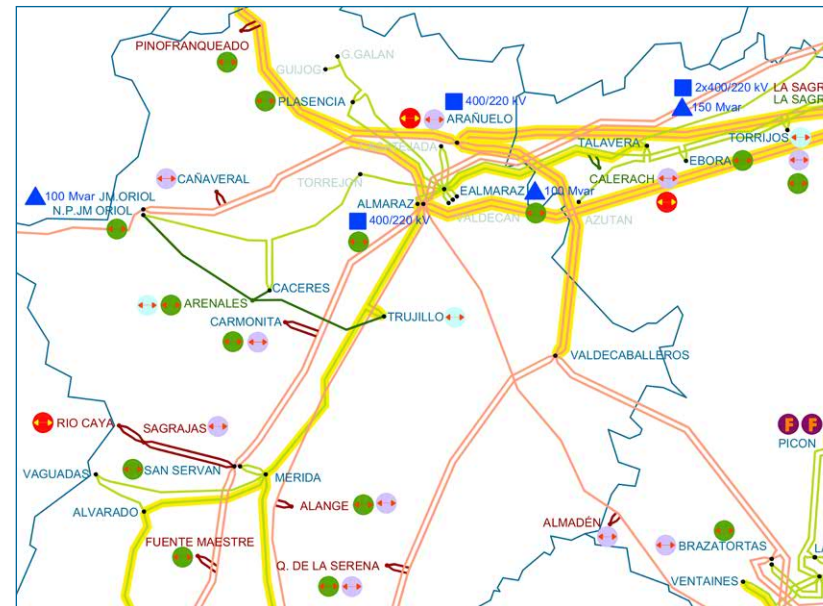 PINOFRANQUEADO
G.GALAN
GUIJOG
PLASENCIA
400/220 kV
ARAÑUELO
2x400/220 kV
LA SAGR
150 Mvar
LA SAGR
TORRIJOS
TALAVERA
EBORA
CALERACH
CAÑAVERAL
TORREJON
100 Mvar
JM.ORIOL
N.P.JM ORIOL
ALMARAZ
EALMARAZ
100 Mvar
VALDECAN
AZUTAN
400/220 kV
CACERES
ARENALES
CARMONITA
TRUJILLO
VALDECABALLEROS
RIO CAYA
SAGRAJAS
F F
PICON
VAGUADAS
SAN SERVAN
MERIDA
ALVARADO
ALANGE
ALMADÉN
FUENTE MAESTRE
Q. DE LA SERENA
BRAZATORTAS
LA
VENTAINES